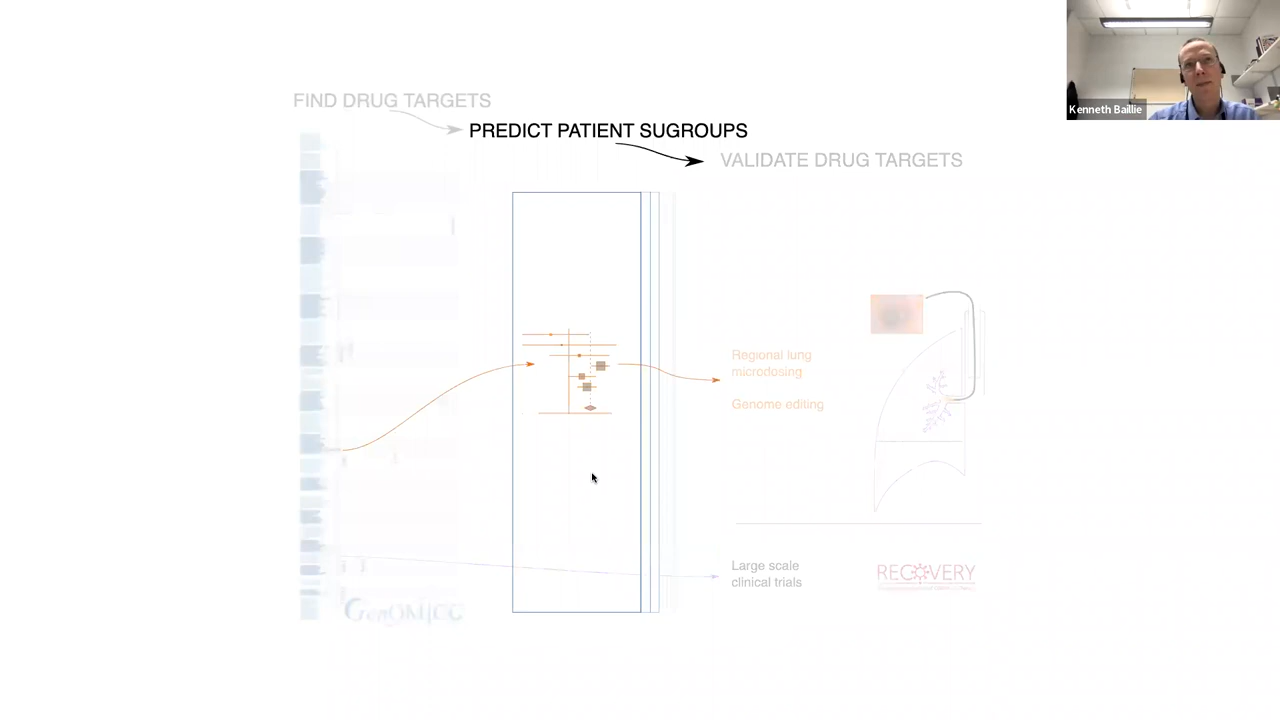 Kenneth Baillie
FIND DRUG TARGETS
PREDICT PATIENT SUGROUPS
VALIDATE DRUG TARGETS
Regional lung
microdosing
Genome editing
Large scale
clinical trials
RECOVERY
GenOMICC